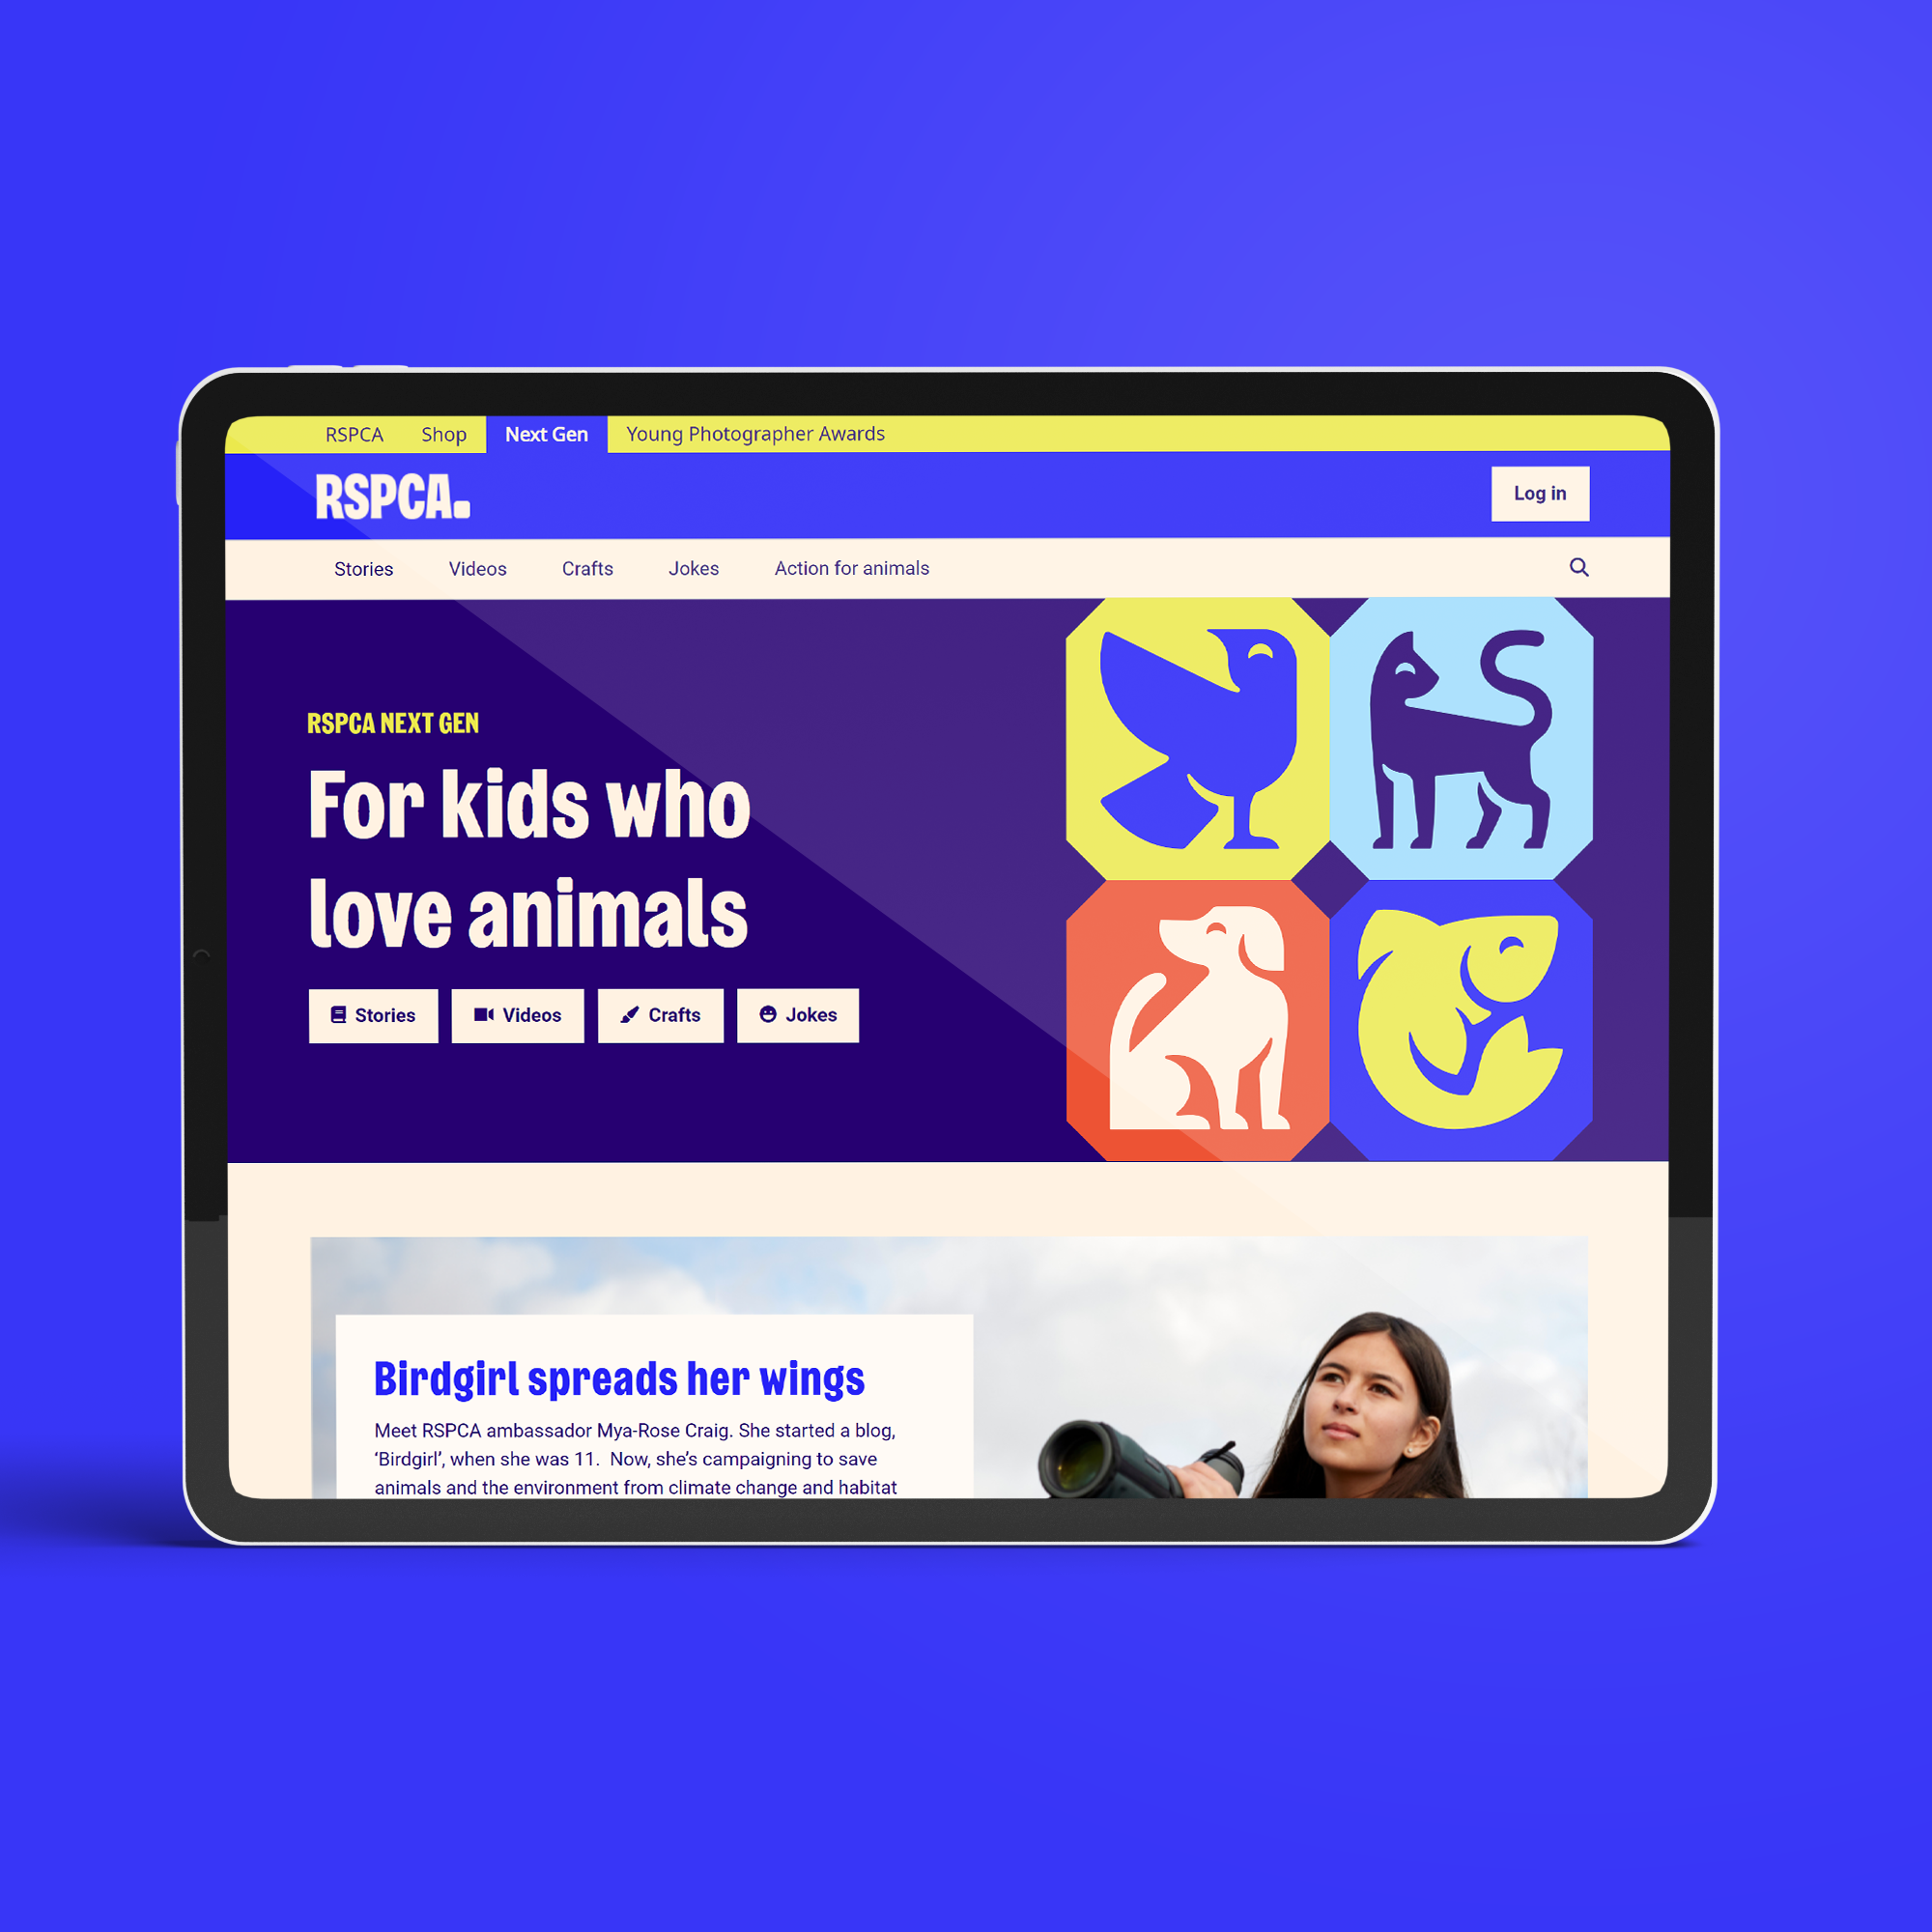 RSPCA Shop Next Gen Young Photographer Awards
RSPCA.
Log in
Stories Videos Crafts Jokes Action for animals
RSPCA NEXT GEN
For kids who
love animals
Stories Videos Crafts Jokes
Birdgirl spreads her wings
Meet RSPCA ambassador Mya-Rose Craig. She started a blog,
‘Birdgirl’, when she was 11.  Now, she’s campaigning to save
animals and the environment from climate change and habitat